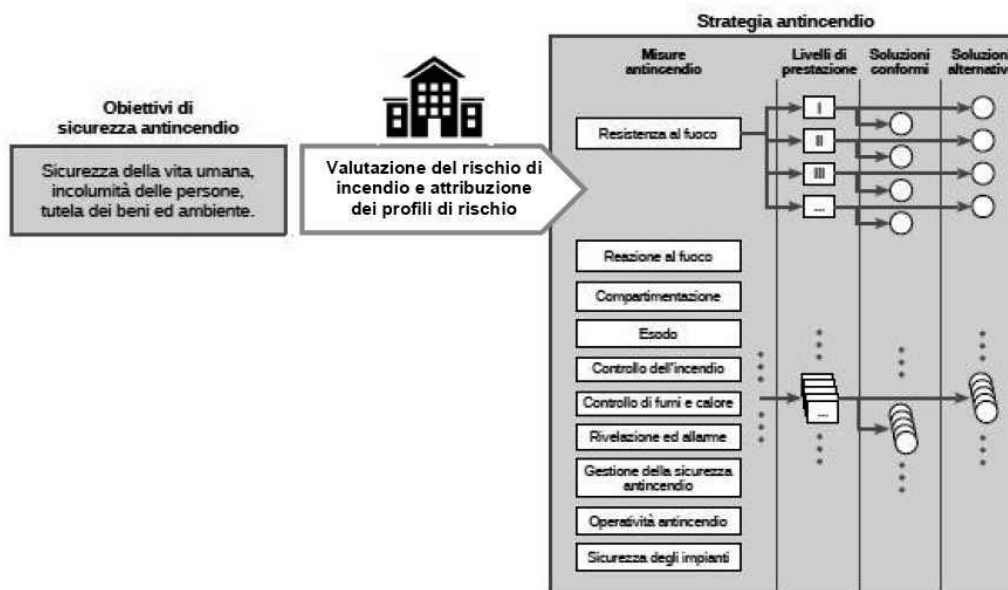 Strategia antincendio
Obiettivi di
sicurezza antincendio
Sicurezza della vita umana,
incolumità delle persone,
tutela dei beni ed ambiente.
Valutazione del rischio di
incendio e attribuzione
dei profili di rischio
Misure
antincendio
Livelli di
prestazione
Soluzioni
conformi
Soluzion
alternativ
Resistenza al fuoco
I
II
III
...
Reazione al fuoco
Compartimentazione
Esodo
Controllo dell'incendio
Controllo di fumi e calore
Rivelazione ed allarme
Gestione della sicurezza
antincendio
Operatività antincendio
Sicurezza degli impianti
...